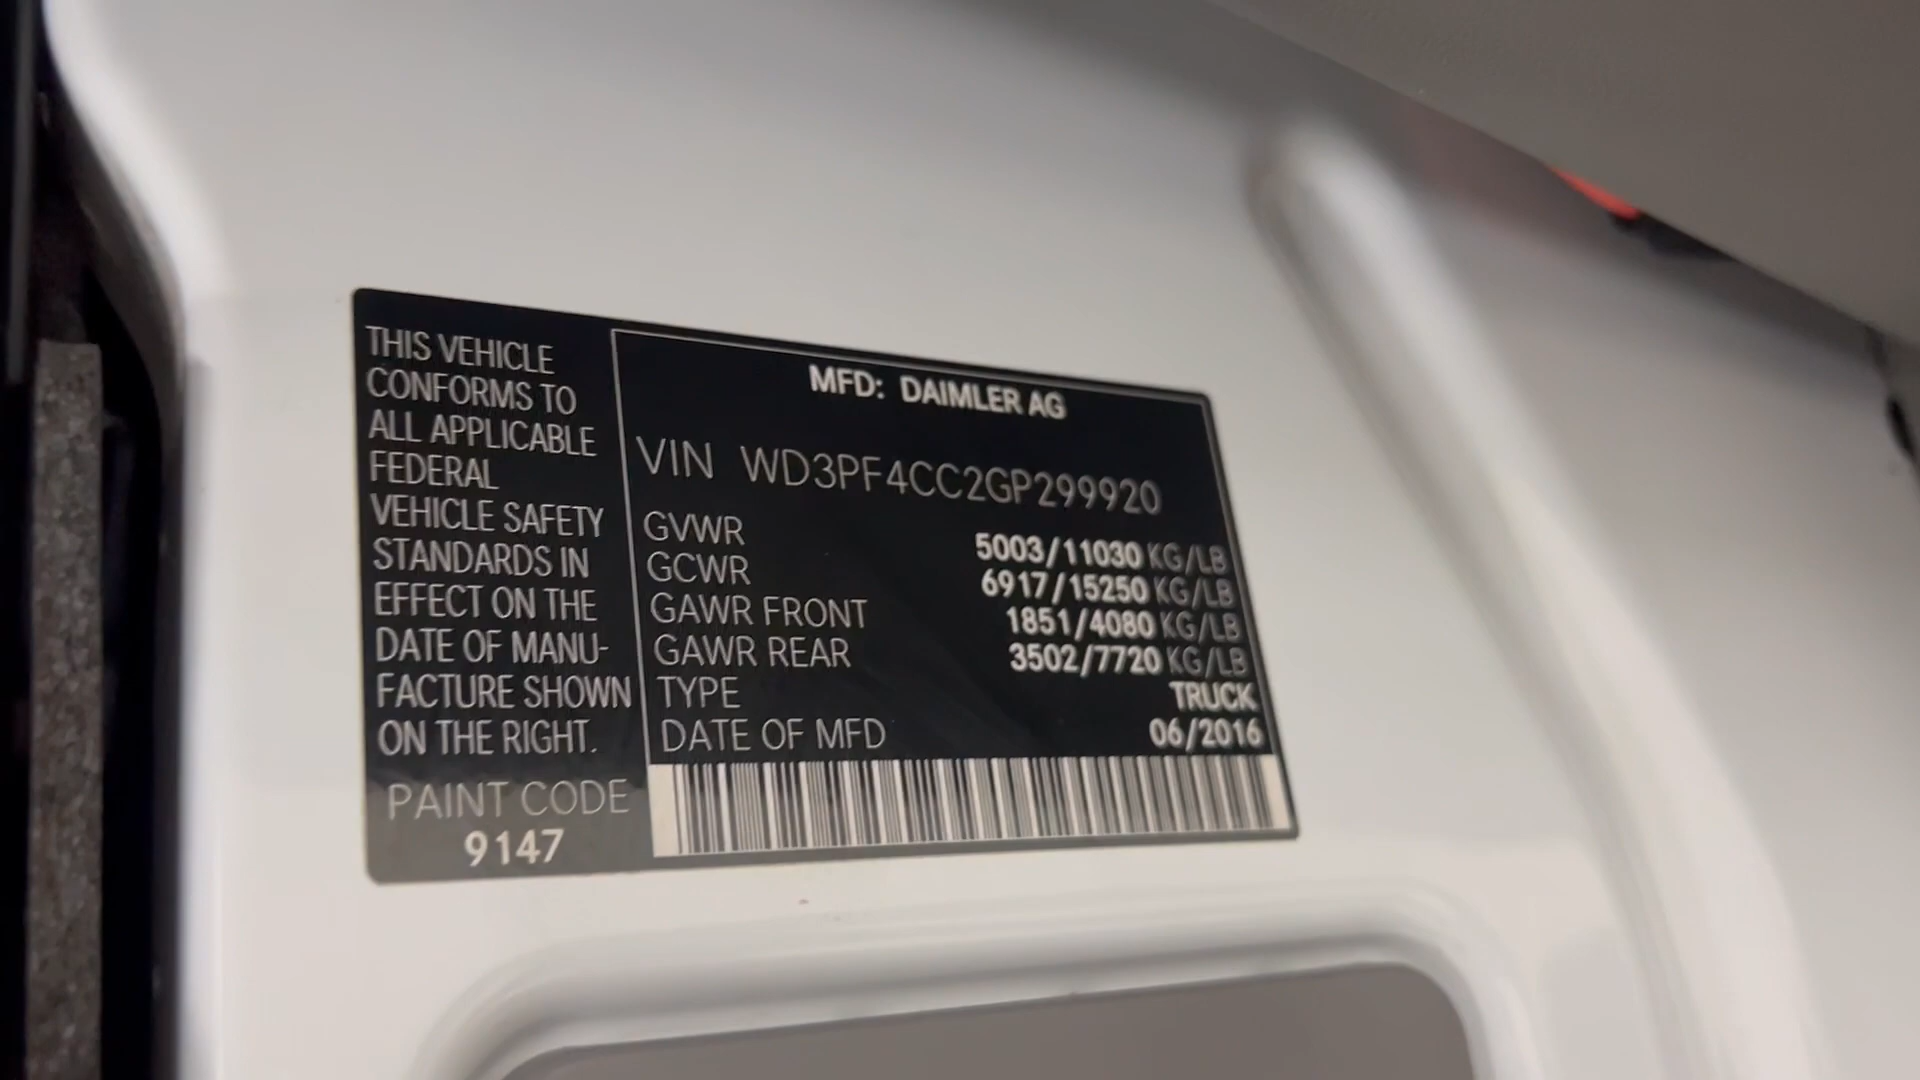 THIS VEHICLE
CONFORMS TO
ALL APPLICABLE
FEDERAL
VEHICLE SAFETY
STANDARDS IN
EFFECT ON THE
DATE OF MANU-
FACTURE SHOWN
ON THE RIGHT.
PAINT CODE
9147
MFD: DAIMLER AG
VIN WD3PF4CC2GP299920
GVWR 5003/11030 KG/LB
GCWR 6917/15250 KG/LB
GAWR FRONT 1851/4080 KG/LB
GAWR REAR 3502/7720 KG/LB
TYPE TRUCK
DATE OF MFD 06/2016